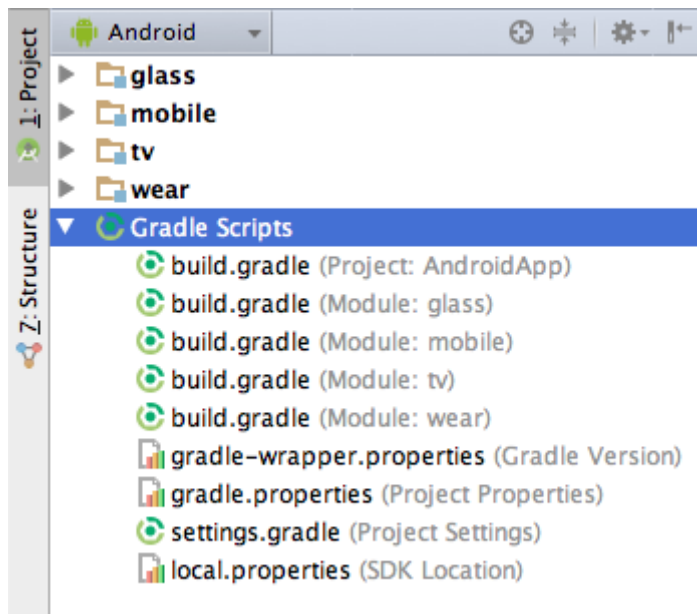 1: Project
7: Structure
Android
glass
mobile
tv
wear
Gradle Scripts
build.gradle (Project: AndroidApp)
build.gradle (Module: glass)
build.gradle (Module: mobile)
build.gradle (Module: tv)
build.gradle (Module: wear)
gradle-wrapper.properties (Gradle Version)
gradle.properties (Project Properties)
settings.gradle (Project Settings)
local.properties (SDK Location)